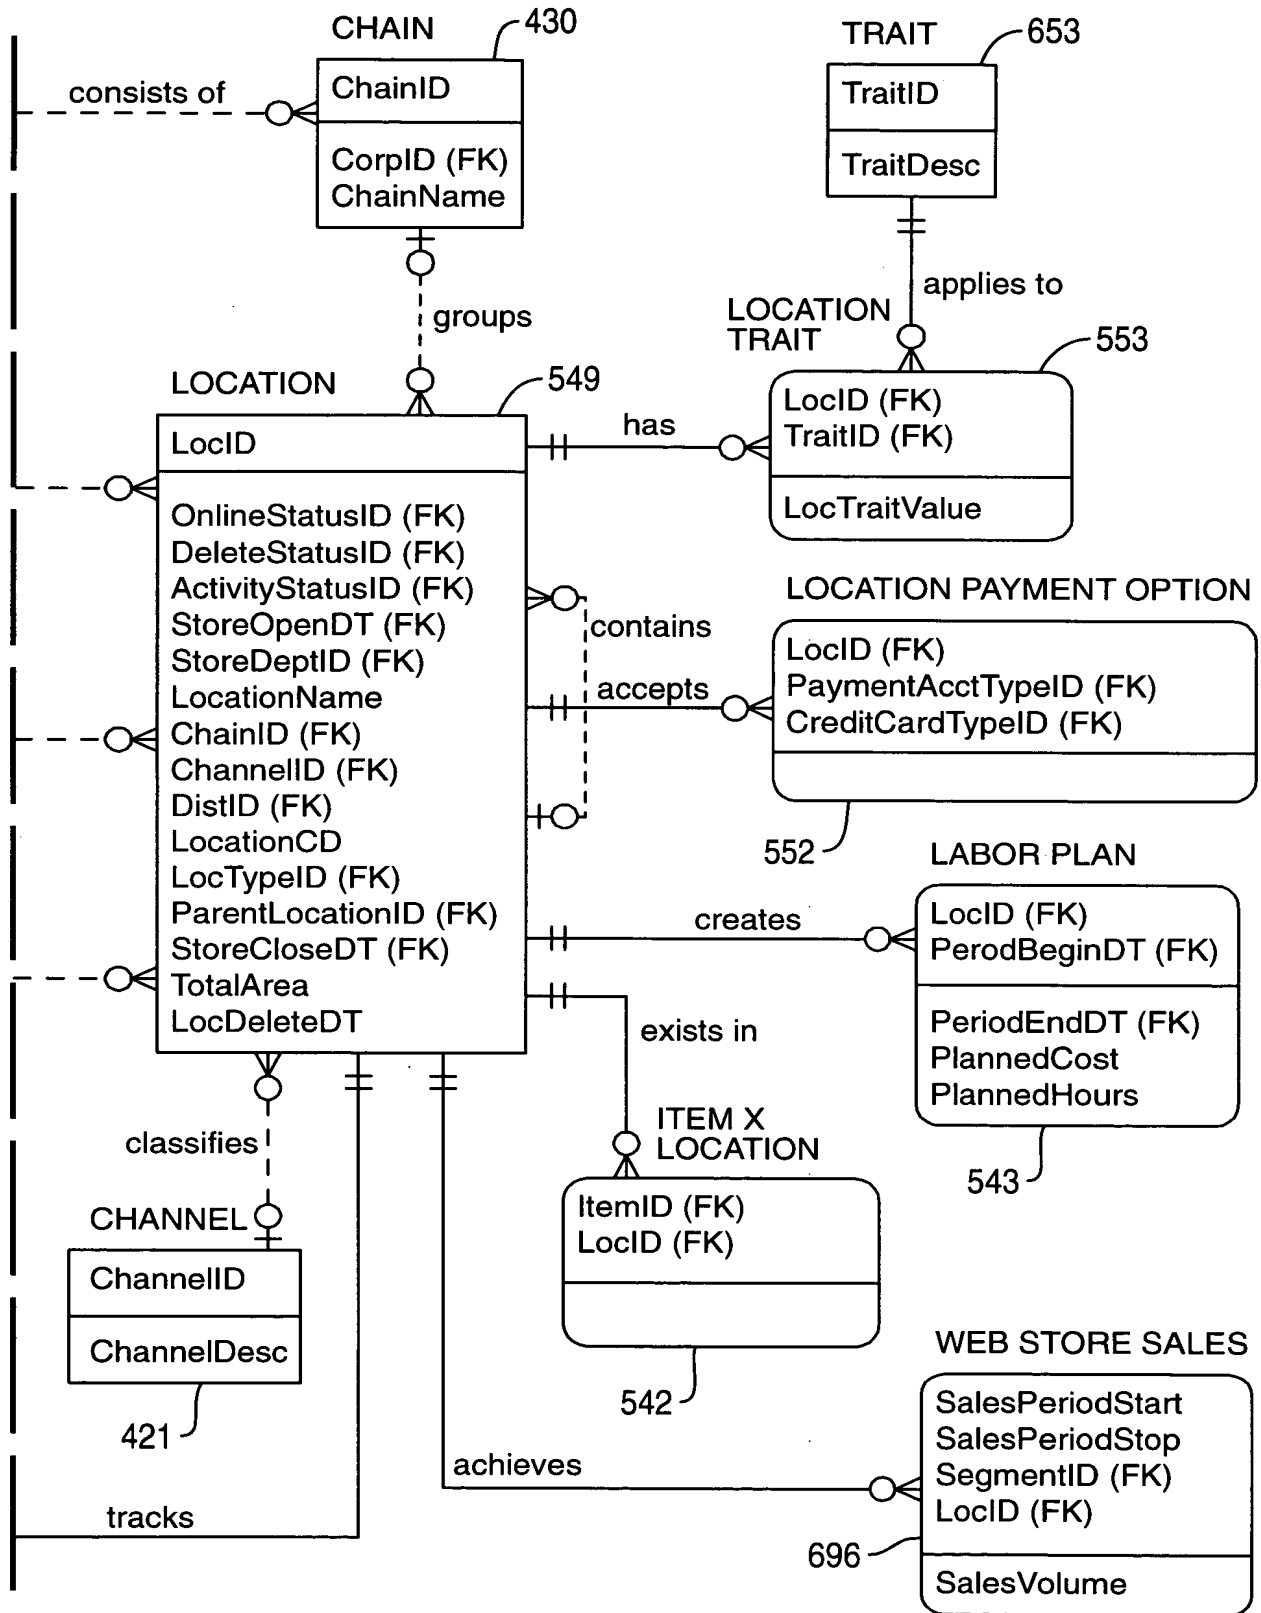 CHAIN
430
consists of
ChainID
CorpID (FK)
ChainName
groups
TRAIT
653
TraitID
TraitDesc
applies to
LOCATION
TRAIT
553
LocID (FK)
TraitID (FK)
LocTraitValue
LOCATION
549
LocID
OnlineStatusID (FK)
DeleteStatusID (FK)
ActivityStatusID (FK)
StoreOpenDT (FK)
StoreDeptID (FK)
LocationName
ChainID (FK)
ChannelID (FK)
DistID (FK)
LocationCD
LocTypeID (FK)
ParentLocationID (FK)
StoreCloseDT (FK)
TotalArea
LocDeleteDT
has
contains
accepts
LOCATION PAYMENT OPTION
LocID (FK)
PaymentAcctTypeID (FK)
CreditCardTypeID (FK)
552
LABOR PLAN
creates
LocID (FK)
PerodBeginDT (FK)
PeriodEndDT (FK)
PlannedCost
PlannedHours
543
exists in
ITEM X
LOCATION
ItemID (FK)
LocID (FK)
542
classifies
CHANNEL
ChannelID
ChannelDesc
421
tracks
achieves
WEB STORE SALES
SalesPeriodStart
SalesPeriodStop
SegmentID (FK)
LocID (FK)
696
SalesVolume